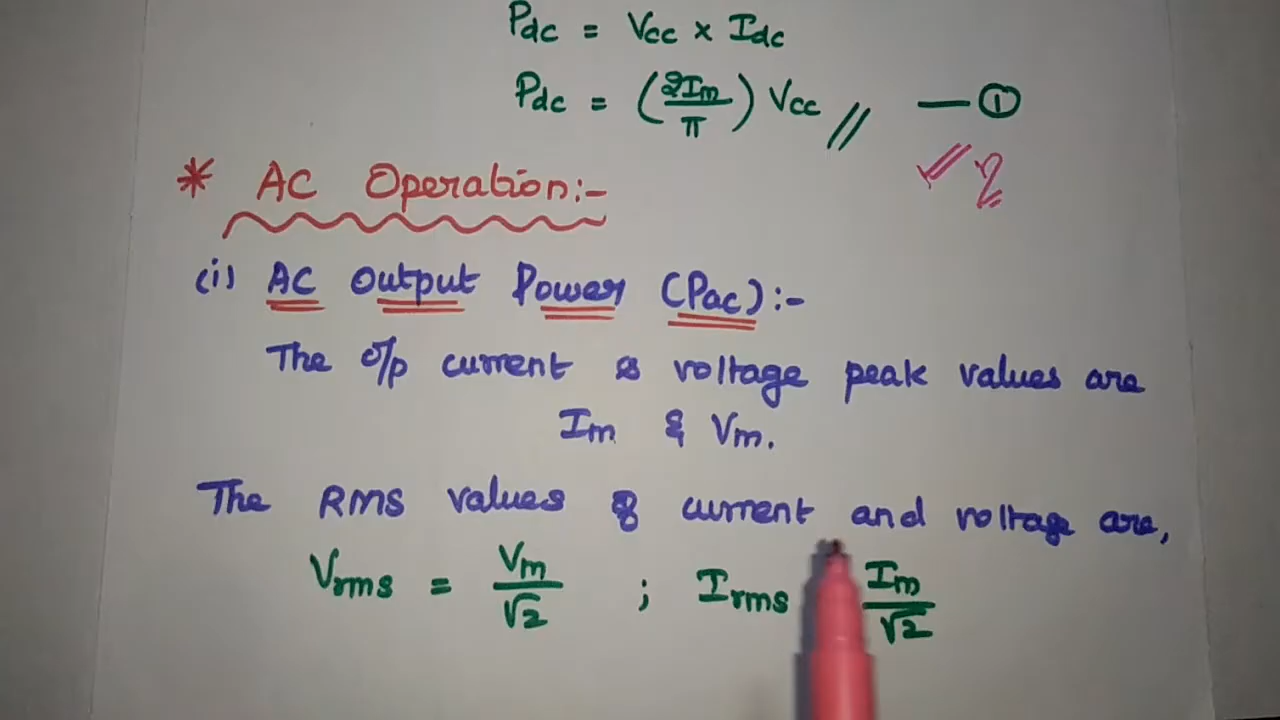 Pdc = Vcc × Idc
Pdc = (2Im/π) Vcc // — ①
* AC Operation:-
(i) AC Output Power (Pac):-
The o/p current & voltage peak values are
Im & Vm.
The RMS values of current and voltage are,
Vrms = Vm/√2 ; Irms Im/√2